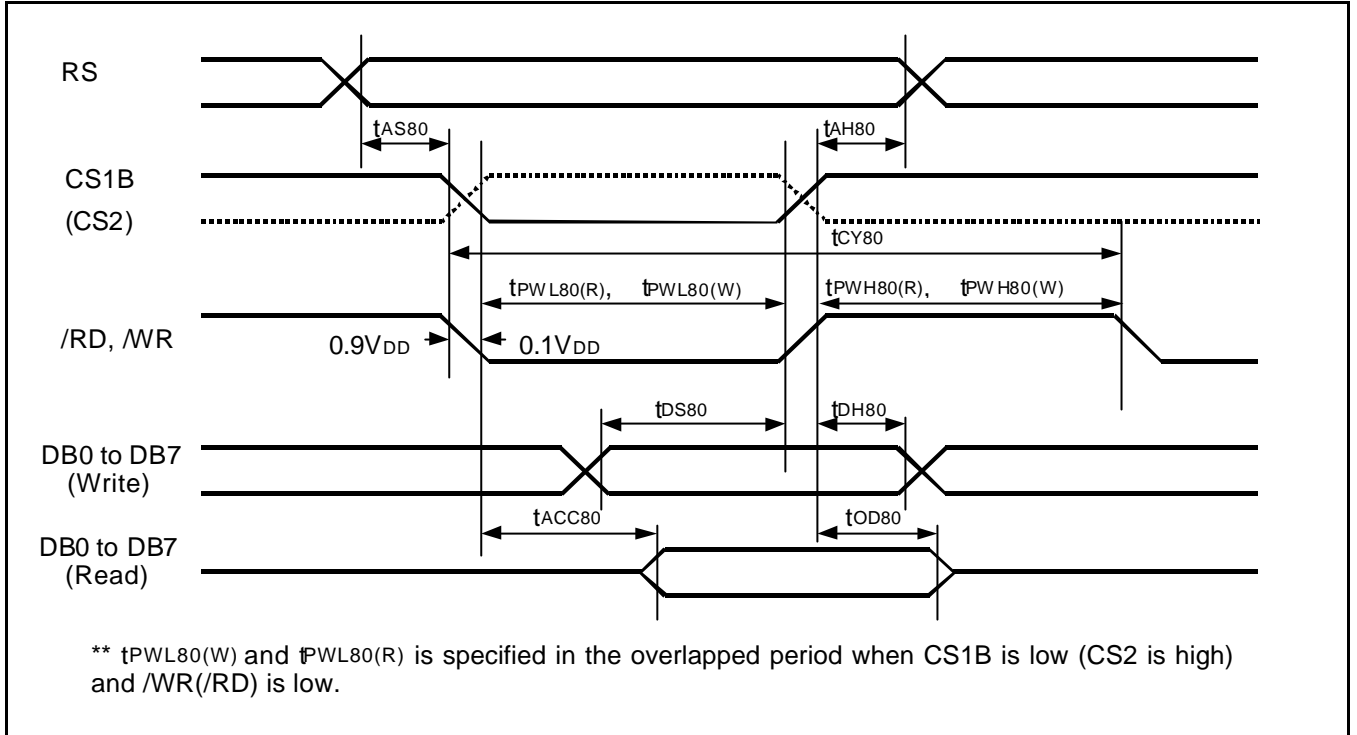 RS
tAS80 tAH80
CS1B
(CS2)
tCY80
tPWL80(R), tPWL80(W) tPWH80(R), tPWH80(W)
/RD, /WR
0.9VDD 0.1VDD
tDS80 tDH80
DB0 to DB7
(Write)
tACC80 tOD80
DB0 to DB7
(Read)
** tPWL80(W) and tPWL80(R) is specified in the overlapped period when CS1B is low (CS2 is high)
and /WR(/RD) is low.